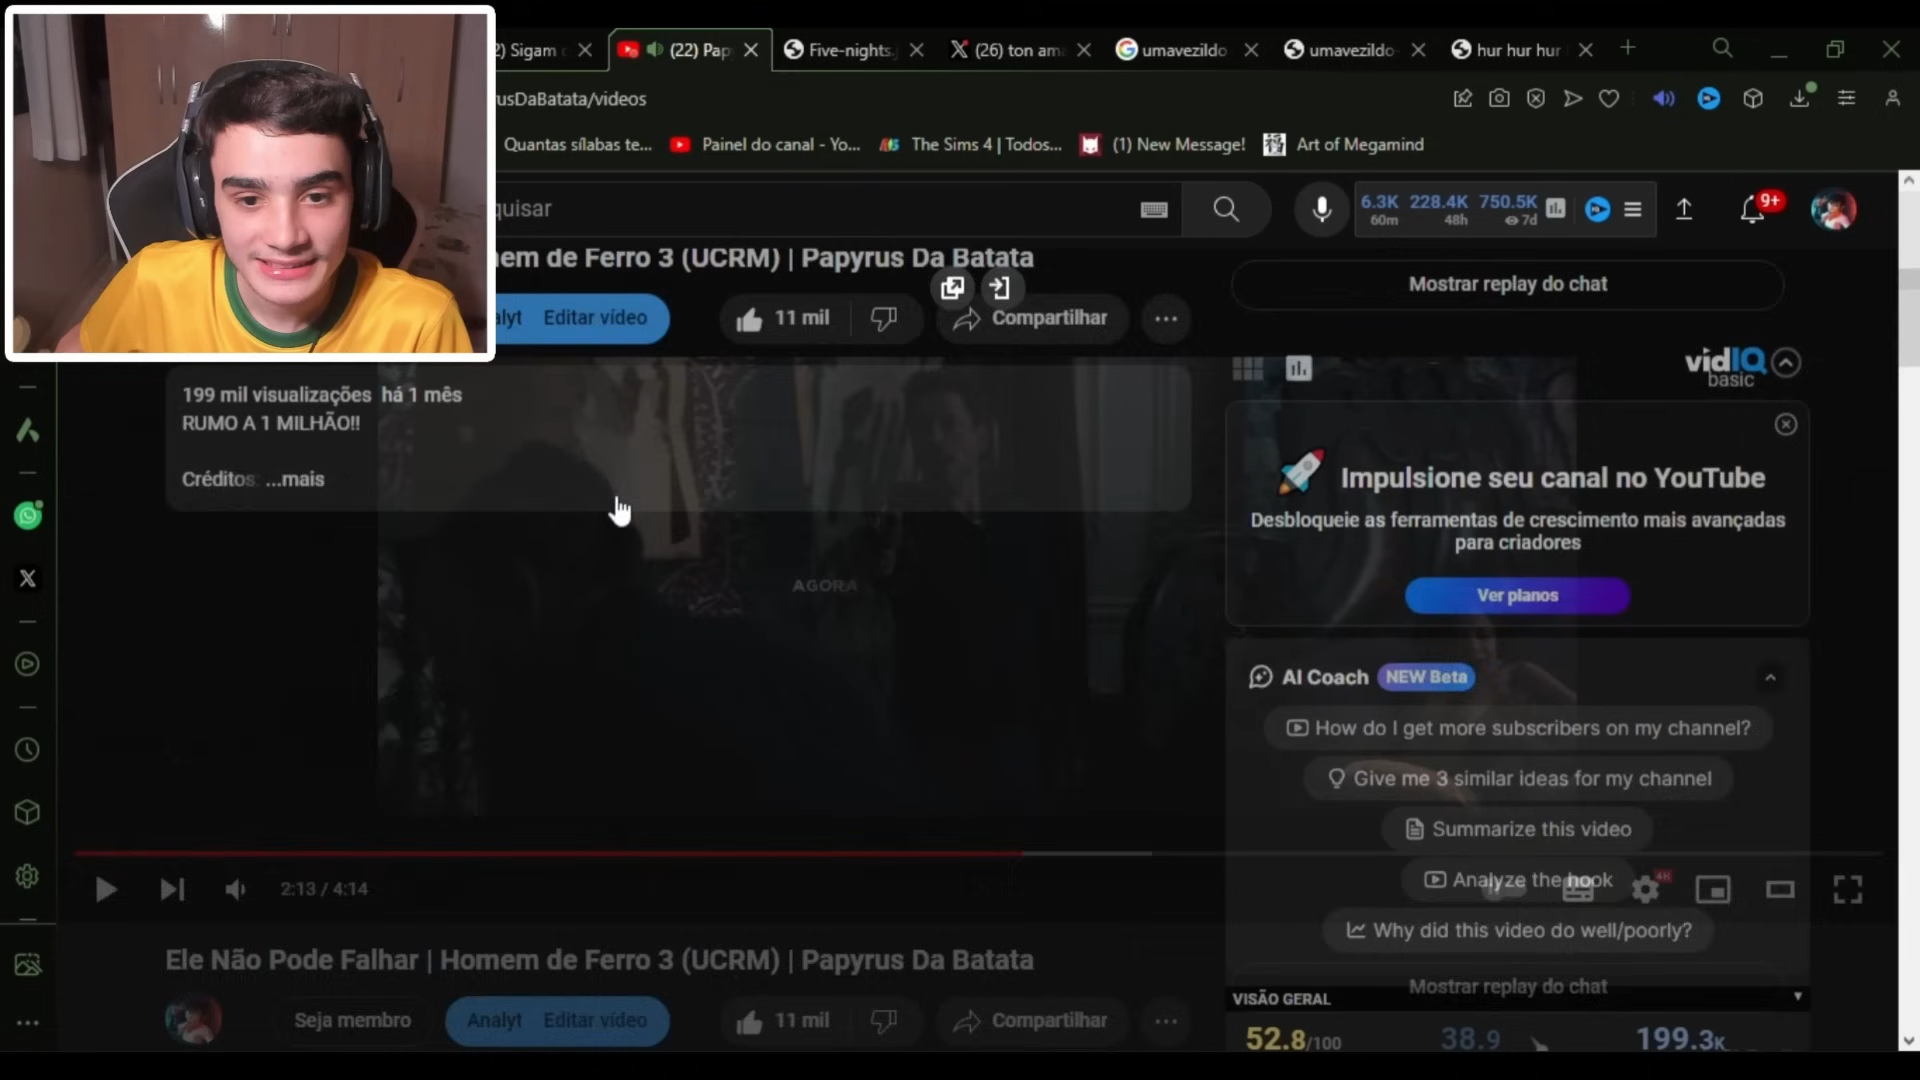 2) Sigam
(22) Pap
Five-nights.
(26) ton ama
umavezildo
umavezildo-
hur hur hur
usDaBatata/videos
Quantas sílabas te...
Painel do canal - Yo...
The Sims 4 | Todos...
(1) New Message!
Art of Megamind
quisar
6.3K 228.4K 750.5K
60m 48h 7d
9+
em de Ferro 3 (UCRM) | Papyrus Da Batata
Mostrar replay do chat
alyt Editar vídeo
11 mil
Compartilhar
vidIQ
basic
199 mil visualizações há 1 mês
RUMO A 1 MILHÃO!!
Créditos: ...mais
Impulsione seu canal no YouTube
Desbloqueie as ferramentas de crescimento mais avançadas
para criadores
AGORA
Ver planos
AI Coach NEW Beta
How do I get more subscribers on my channel?
Give me 3 similar ideas for my channel
Summarize this video
Analyze the hook
Why did this video do well/poorly?
2:13 / 4:14
Ele Não Pode Falhar | Homem de Ferro 3 (UCRM) | Papyrus Da Batata
Mostrar replay do chat
VISÃO GERAL
Seja membro
Analyt Editar vídeo
11 mil
Compartilhar
52.8/100
38.9
199.3K